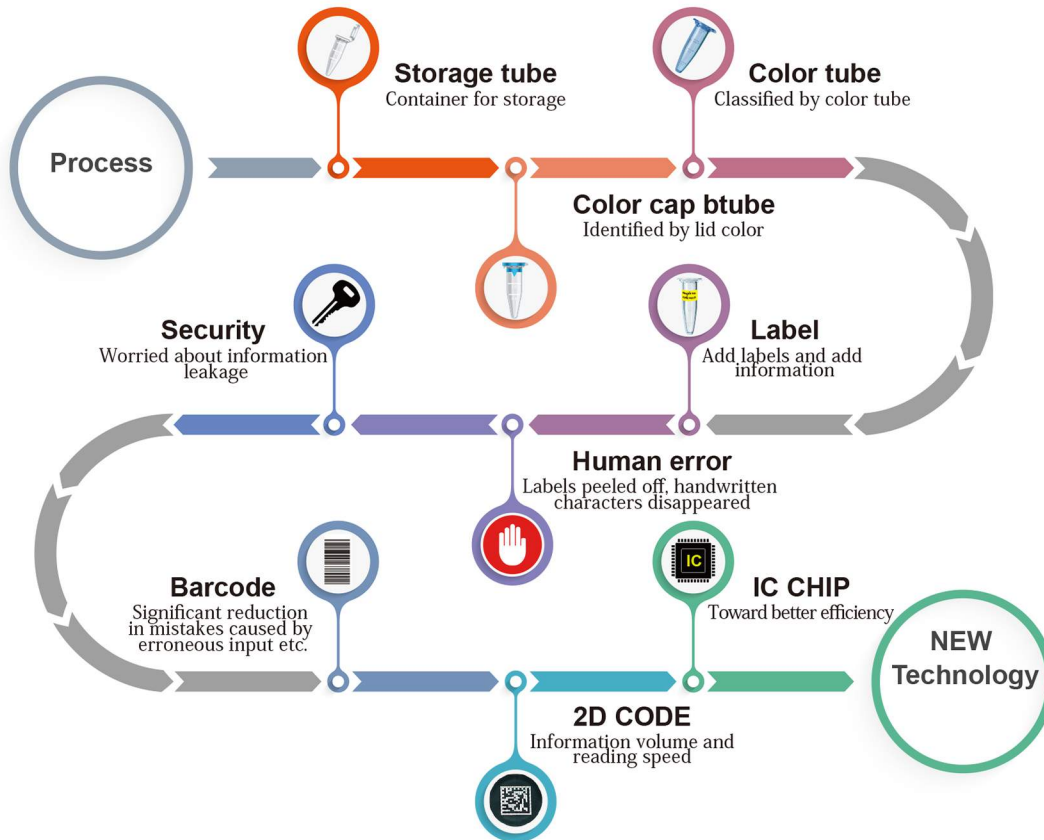 Process
Storage tube
Container for storage
Color cap btube
Identified by lid color
Color tube
Classified by color tube
Label
Add labels and add
information
Human error
Labels peeled off, handwritten
characters disappeared
Security
Worried about information
leakage
Barcode
Significant reduction
in mistakes caused by
erroneous input etc.
2D CODE
Information volume and
reading speed
IC
IC CHIP
Toward better efficiency
NEW
Technology